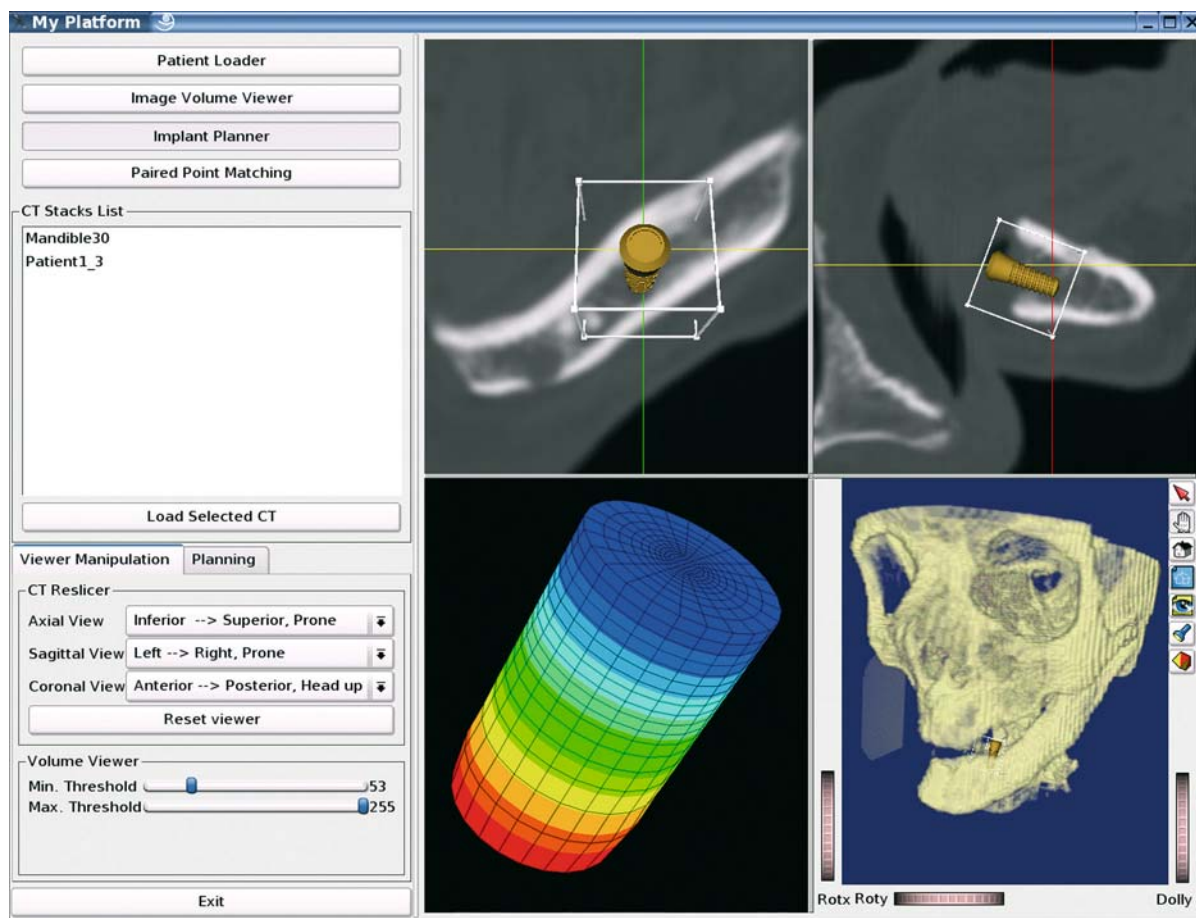 My Platform
Patient Loader
Image Volume Viewer
Implant Planner
Paired Point Matching
CT Stacks List
Mandible30
Patient1_3
Load Selected CT
Viewer Manipulation Planning
CT Reslicer
Axial View Inferior --> Superior, Prone
Sagittal View Left --> Right, Prone
Coronal View Anterior --> Posterior, Head up
Reset viewer
Volume Viewer
Min. Threshold 53
Max. Threshold 255
Exit
Rotx Roty Dolly